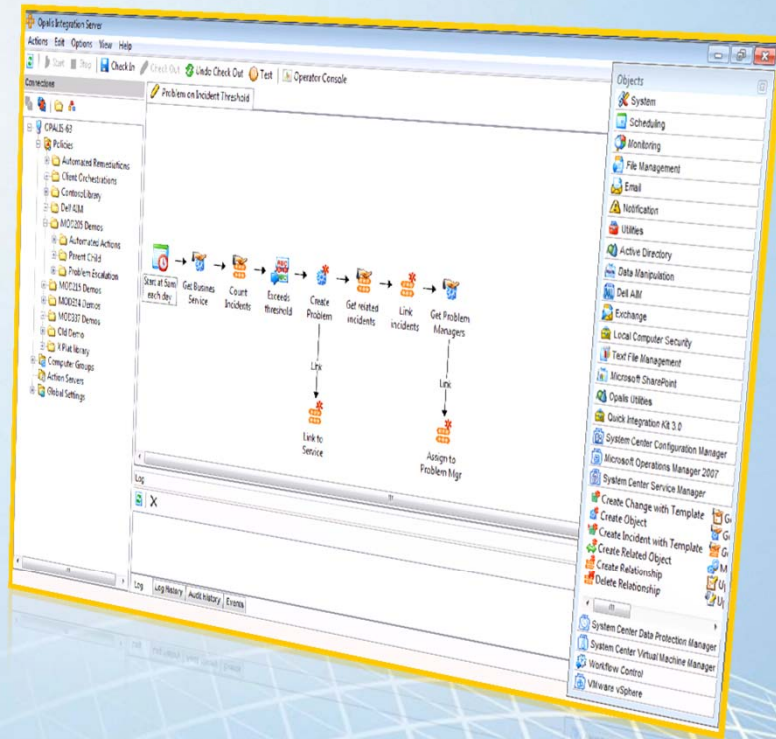 Opalis Integration Server
Actions Edit Options View Help
Start Stop Check In Check Out Undo Check Out Test Operator Console
Connections
Problem on Incident Threshold
OPALIS-63
Policies
Automated Remediations
Client Orchestrations
ContosoLibrary
Dell AIM
MOD205 Demos
Automated Actions
Parent Child
Problem Escalation
MOD215 Demos
MOD324 Demos
MOD337 Demos
Old Demo
X Plat library
Computer Groups
Action Servers
Global Settings
Start at 5am each day
Get Busines Service
Count Incidents
Exceeds threshold
Create Problem
Get related incidents
Link incidents
Get Problem Managers
Link
Link
Link to Service
Assign to Problem Mgr
Log
Log Log History Audit History Events
Objects
System
Scheduling
Monitoring
File Management
Email
Notification
Utilities
Active Directory
Data Manipulation
Dell AIM
Exchange
Local Computer Security
Text File Management
Microsoft SharePoint
Opalis Utilities
Quick Integration Kit 3.0
System Center Configuration Manager
Microsoft Operations Manager 2007
System Center Service Manager
Create Change with Template
Create Object
Create Incident with Template
Create Related Object
Create Relationship
Delete Relationship
System Center Data Protection Manager
System Center Virtual Machine Manager
Workflow Control
VMware vSphere